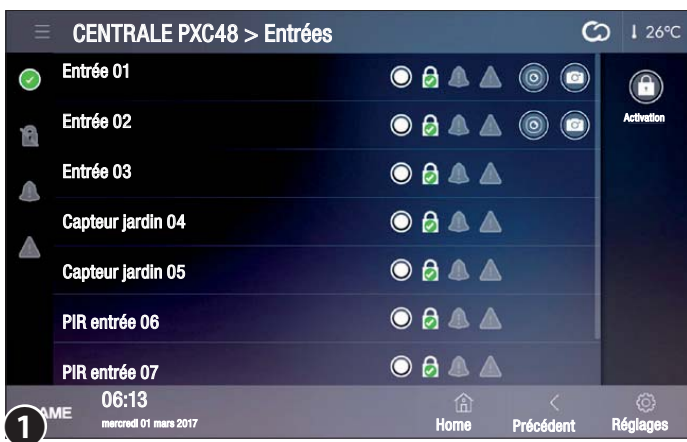 CENTRALE PXC48 > Entrées
26°C
Entrée 01
Activation
Entrée 02
Entrée 03
Capteur jardin 04
Capteur jardin 05
PIR entrée 06
PIR entrée 07
AME
06:13
mercredi 01 mars 2017
Home
Précédent
Réglages
1